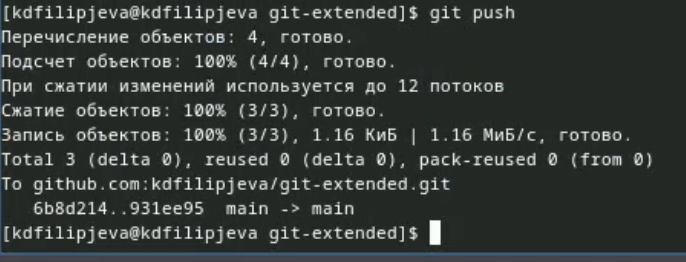 [kdfilipjeva@kdfilipjeva git-extended]$ git push
Перечисление объектов: 4, готово.
Подсчет объектов: 100% (4/4), готово.
При сжатии изменений используется до 12 потоков
Сжатие объектов: 100% (3/3), готово.
Запись объектов: 100% (3/3), 1.16 КиБ | 1.16 МиБ/с, готово.
Total 3 (delta 0), reused 0 (delta 0), pack-reused 0 (from 0)
To github.com:kdfilipjeva/git-extended.git
   6b8d214..931ee95  main -> main
[kdfilipjeva@kdfilipjeva git-extended]$